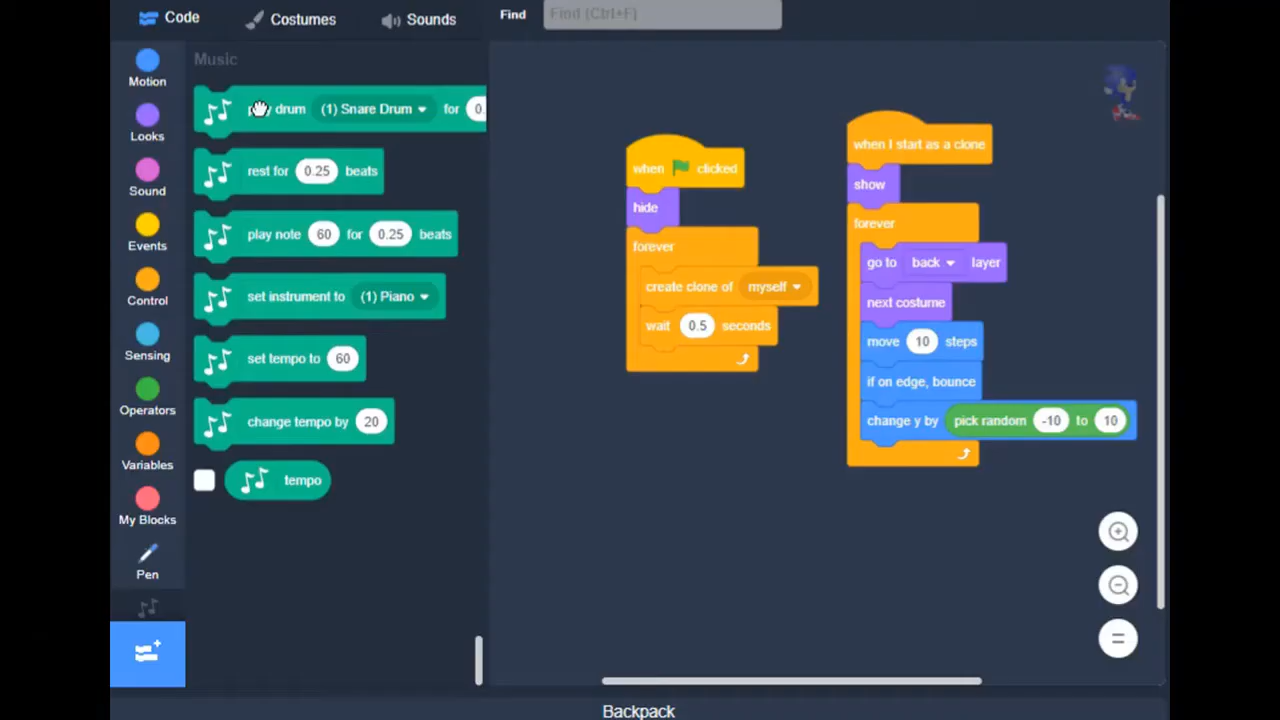 Code
Costumes
Sounds
Find
Find (Ctrl+F)
Motion
Looks
Sound
Events
Control
Sensing
Operators
Variables
My Blocks
Pen
Music
drum (1) Snare Drum for
rest for 0.25 beats
play note 60 for 0.25 beats
set instrument to (1) Piano
set tempo to 60
change tempo by 20
tempo
when clicked
hide
forever
create clone of myself
wait 0.5 seconds
when I start as a clone
show
forever
go to back layer
next costume
move 10 steps
if on edge, bounce
change y by pick random -10 to 10
Backpack